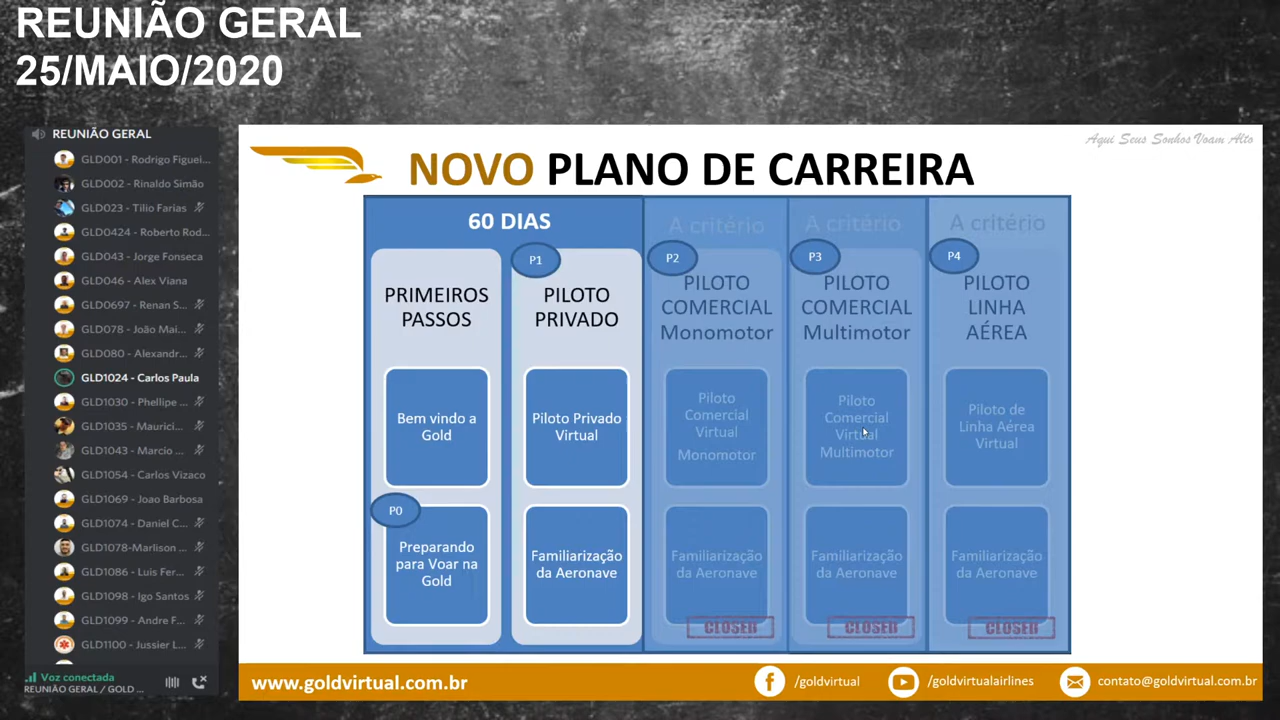 REUNIÃO GERAL
25/MAIO/2020
REUNIÃO GERAL
GLD001 - Rodrigo Figuei...
GLD002 - Rinaldo Simão
GLD023 - Tilio Farias
GLD0424 - Roberto Rod...
GLD043 - Jorge Fonseca
GLD046 - Alex Viana
GLD0697 - Renan S...
GLD078 - João Mai...
GLD080 - Alexandr...
GLD1024 - Carlos Paula
GLD1030 - Phellipe ...
GLD1035 - Maurici...
GLD1043 - Marcio ...
GLD1054 - Carlos Vizaco
GLD1069 - Joao Barbosa
GLD1074 - Daniel C...
GLD1078-Marlison ...
GLD1086 - Luis Fer...
GLD1098 - Igo Santos
GLD1099 - Andre F...
GLD1100 - Jussier L...
Voz conectada
REUNIÃO GERAL / GOLD ...
Aqui Seus Sonhos Voam Alto
NOVO PLANO DE CARREIRA
60 DIAS
A critério
A critério
A critério
PRIMEIROS
PASSOS
Bem vindo a
Gold
P0
Preparando
para Voar na
Gold
P1
PILOTO
PRIVADO
Piloto Privado
Virtual
Familiarização
da Aeronave
P2
PILOTO
COMERCIAL
Monomotor
Piloto
Comercial
Virtual
Monomotor
Familiarização
da Aeronave
CLOSED
P3
PILOTO
COMERCIAL
Multimotor
Piloto
Comercial
Virtual
Multimotor
Familiarização
da Aeronave
CLOSED
P4
PILOTO
LINHA
AÉREA
Piloto de
Linha Aérea
Virtual
Familiarização
da Aeronave
CLOSED
www.goldvirtual.com.br
/goldvirtual
/goldvirtualairlines
contato@goldvirtual.com.br